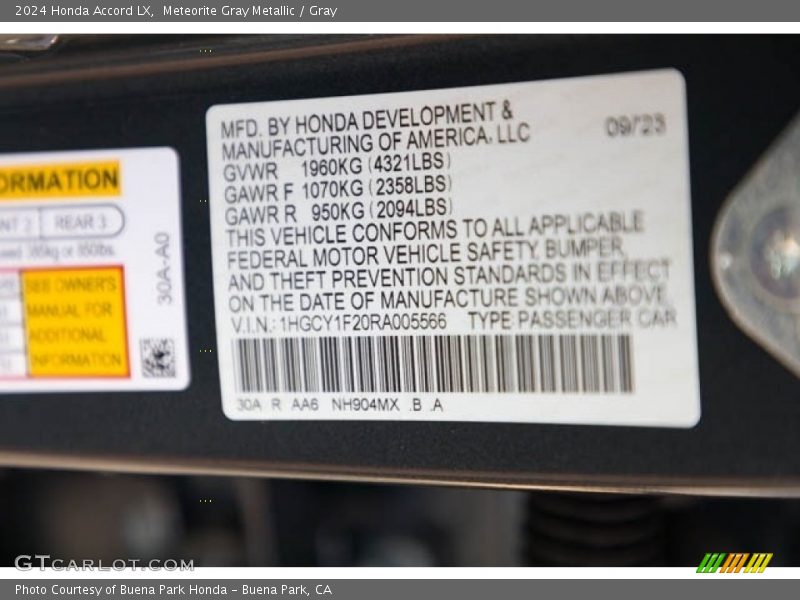 2024 Honda Accord LX, Meteorite Gray Metallic / Gray
ORMATION
REAR 3
30A-A0
SEE OWNER'S
MANUAL FOR
ADDITIONAL
INFORMATION
MFD. BY HONDA DEVELOPMENT &
MANUFACTURING OF AMERICA, LLC
09/23
GVWR 1960KG (4321LBS)
GAWR F 1070KG (2358LBS)
GAWR R 950KG (2094LBS)
THIS VEHICLE CONFORMS TO ALL APPLICABLE
FEDERAL MOTOR VEHICLE SAFETY, BUMPER,
AND THEFT PREVENTION STANDARDS IN EFFECT
ON THE DATE OF MANUFACTURE SHOWN ABOVE.
V.I.N.: 1HGCY1F20RA005566 TYPE: PASSENGER CAR
30A R AA6 NH904MX .B .A
GTCARLOT.COM
Photo Courtesy of Buena Park Honda - Buena Park, CA